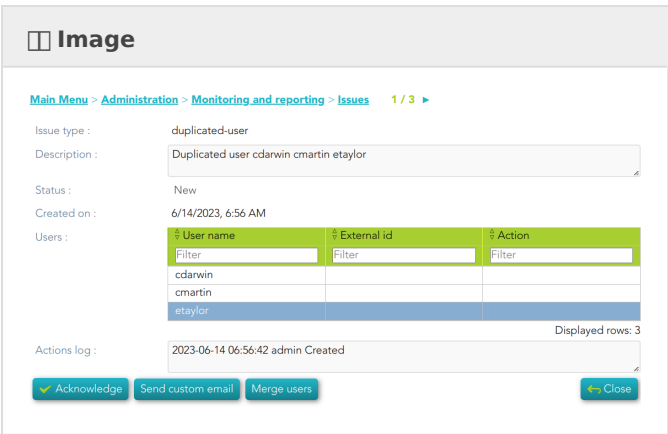 Image
Main Menu > Administration > Monitoring and reporting > Issues 1 / 3 ►
Issue type : duplicated-user
Description : Duplicated user cdarwin cmartin etaylor
Status : New
Created on : 6/14/2023, 6:56 AM
Users : User name External id Action
Filter Filter Filter
cdarwin
cmartin
etaylor
Displayed rows: 3
Actions log : 2023-06-14 06:56:42 admin Created
Acknowledge Send custom email Merge users Close